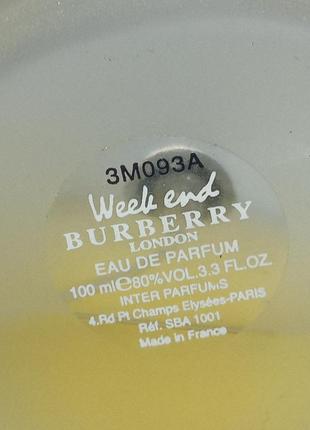 3M093A
Week end
BURBERRY
LONDON
EAU DE PARFUM
100 ml℮80%VOL.3.3 FL.OZ
INTER PARFUMS
4.Rd Pt Champs Elysées-PARIS
Réf. SBA 1001
Made in France